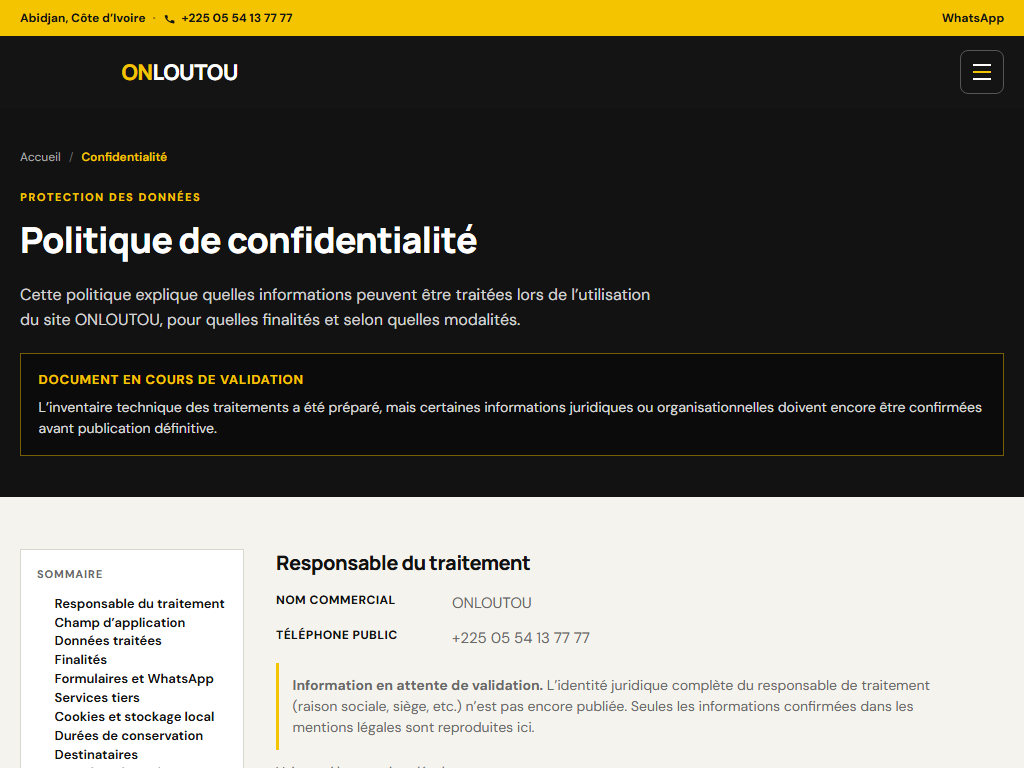 Abidjan, Côte d’Ivoire · +225 05 54 13 77 77
WhatsApp
ONLOUTOU
Accueil / Confidentialité
PROTECTION DES DONNÉES
Politique de confidentialité
Cette politique explique quelles informations peuvent être traitées lors de l’utilisation
du site ONLOUTOU, pour quelles finalités et selon quelles modalités.
DOCUMENT EN COURS DE VALIDATION
L’inventaire technique des traitements a été préparé, mais certaines informations juridiques ou organisationnelles doivent encore être confirmées
avant publication définitive.
SOMMAIRE
Responsable du traitement
Champ d’application
Données traitées
Finalités
Formulaires et WhatsApp
Services tiers
Cookies et stockage local
Durées de conservation
Destinataires
Responsable du traitement
NOM COMMERCIAL
ONLOUTOU
TÉLÉPHONE PUBLIC
+225 05 54 13 77 77
Information en attente de validation. L’identité juridique complète du responsable de traitement
(raison sociale, siège, etc.) n’est pas encore publiée. Seules les informations confirmées dans les
mentions légales sont reproduites ici.